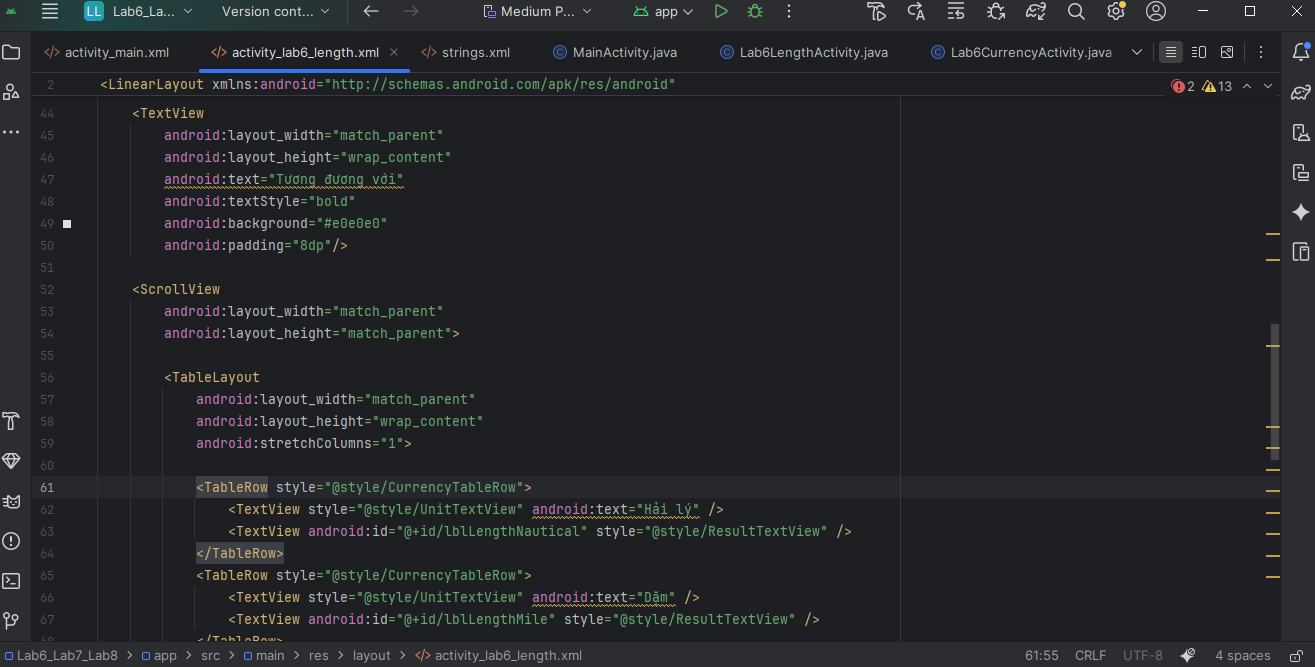 LL Lab6_La... Version cont... Medium P... app
activity_main.xml activity_lab6_length.xml strings.xml MainActivity.java Lab6LengthActivity.java Lab6CurrencyActivity.java
2 <LinearLayout xmlns:android="http://schemas.android.com/apk/res/android" 2 13
44 <TextView
45 android:layout_width="match_parent"
46 android:layout_height="wrap_content"
47 android:text="Tương đương với"
48 android:textStyle="bold"
49 android:background="#e0e0e0"
50 android:padding="8dp"/>
51
52 <ScrollView
53 android:layout_width="match_parent"
54 android:layout_height="match_parent">
55
56 <TableLayout
57 android:layout_width="match_parent"
58 android:layout_height="wrap_content"
59 android:stretchColumns="1">
60
61 <TableRow style="@style/CurrencyTableRow">
62 <TextView style="@style/UnitTextView" android:text="Hải lý" />
63 <TextView android:id="@+id/lblLengthNautical" style="@style/ResultTextView" />
64 </TableRow>
65 <TableRow style="@style/CurrencyTableRow">
66 <TextView style="@style/UnitTextView" android:text="Dặm" />
67 <TextView android:id="@+id/lblLengthMile" style="@style/ResultTextView" />
68 </TableRow>
Lab6_Lab7_Lab8 > app > src > main > res > layout > activity_lab6_length.xml 61:55 CRLF UTF-8 4 spaces